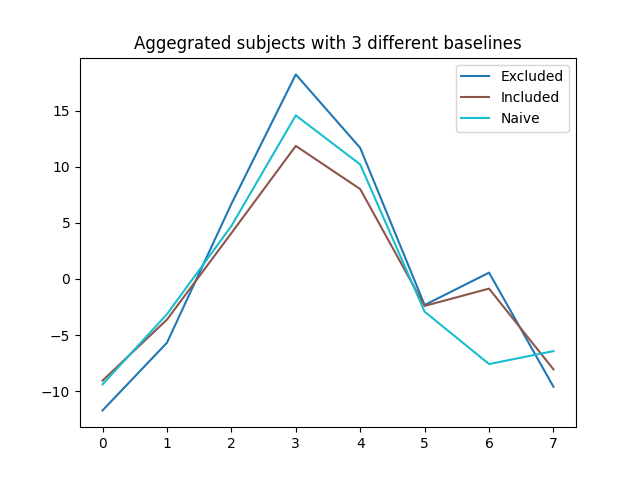 Aggegrated subjects with 3 different baselines
Excluded
Included
Naive
15
10
5
0
−5
−10
0 1 2 3 4 5 6 7